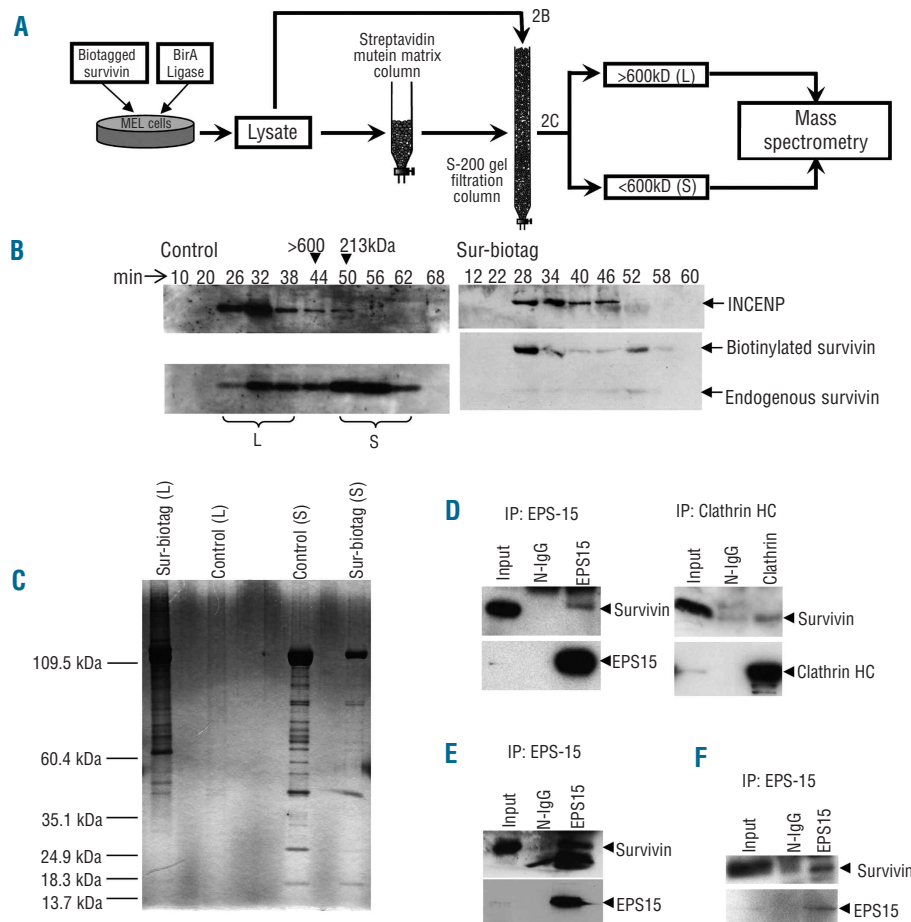 A
Biotagged
survivin
BirA
Ligase
MEL cells
Lysate
Streptavidin
mutein matrix
column
S-200 gel
filtration
column
2B
2C
>600kD (L)
<600kD (S)
Mass
spectrometry
B
Control
>600 213kDa
min 10 20 26 32 38 44 50 56 62 68
L S
Sur-biotag
12 22 28 34 40 46 52 58 60
INCENP
Biotinylated survivin
Endogenous survivin
C
Sur-biotag (L)
Control (L)
Control (S)
Sur-biotag (S)
109.5 kDa
60.4 kDa
35.1 kDa
24.9 kDa
18.3 kDa
13.7 kDa
D
IP: EPS-15
Input
N-IgG
EPS15
Survivin
EPS15
IP: Clathrin HC
Input
N-IgG
Clathrin
Survivin
Clathrin HC
E
IP: EPS-15
Input
N-IgG
EPS15
Survivin
EPS15
F
IP: EPS-15
Input
N-IgG
EPS15
Survivin
EPS15